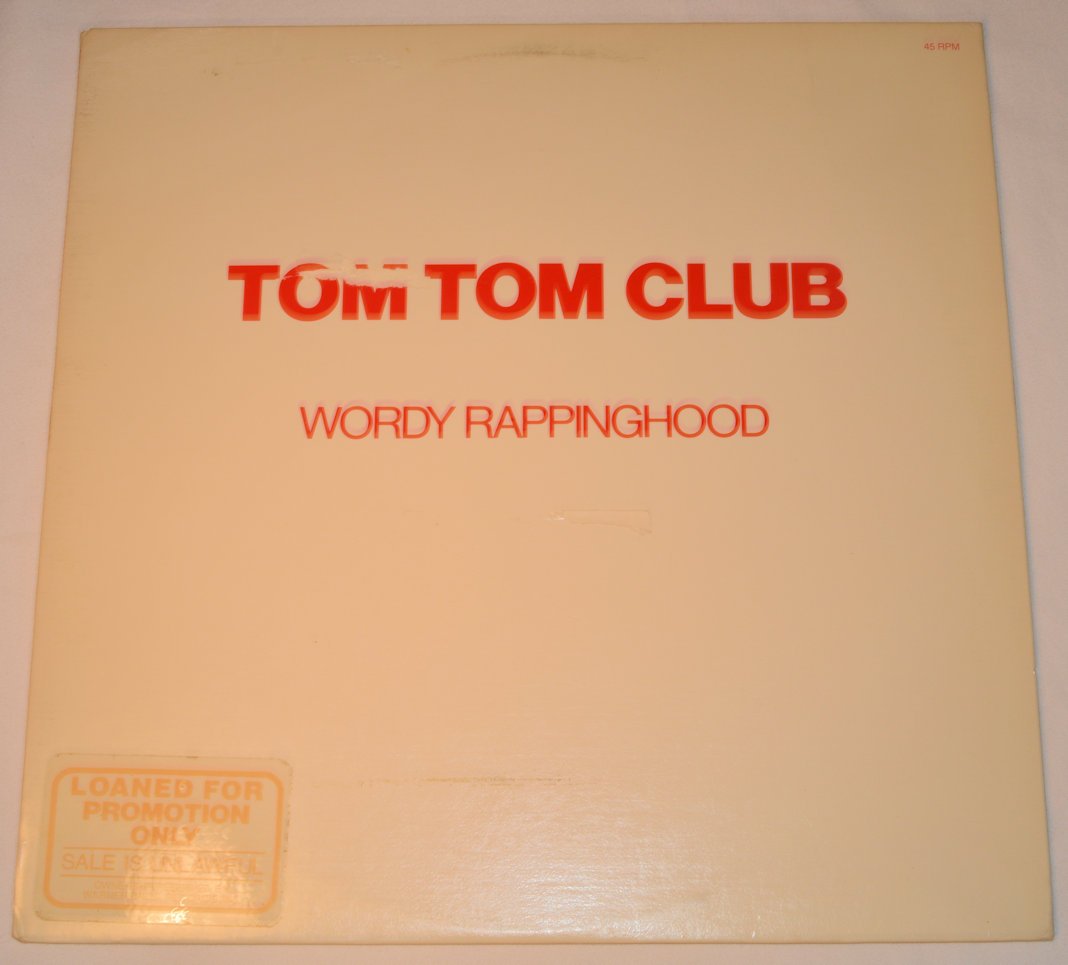 45 RPM
TOM TOM CLUB
WORDY RAPPINGHOOD
LOANED FOR
PROMOTION
ONLY
SALE IS UNLAWFUL